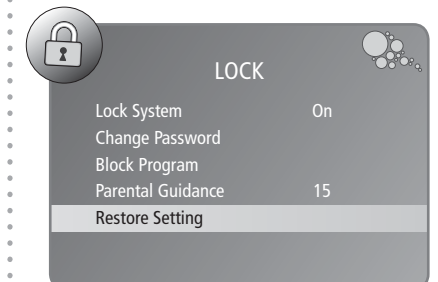 LOCK
Lock System On
Change Password
Block Program
Parental Guidance 15
Restore Setting